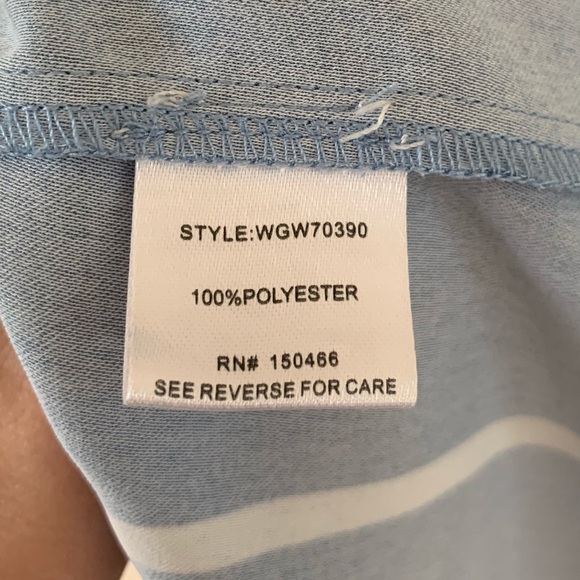 STYLE:WGW70390
100%POLYESTER
RN# 150466
SEE REVERSE FOR CARE